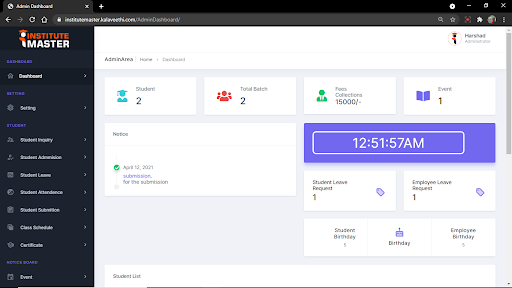 Admin Dashboard
institutemaster.kalaveethi.com/AdminDashboard/
INSTITUTE
MASTER
Harshad
Administrator
DASHBOARD
Dashboard
SETTING
Setting
STUDENT
Student Inquiry
Student Admission
Student Leave
Student Attendence
Student Submition
Class Schedule
Certificate
NOTICE BOARD
Event
AdminArea Home Dashboard
Student
2
Total Batch
2
Fees
Collections
15000/-
Event
1
Notice
April 12, 2021
submission.
for the submission
12:51:57AM
Student Leave
Request
1
Employee Leave
Request
1
Student
Birthday
Birthday
Employee
Birthday
Student List